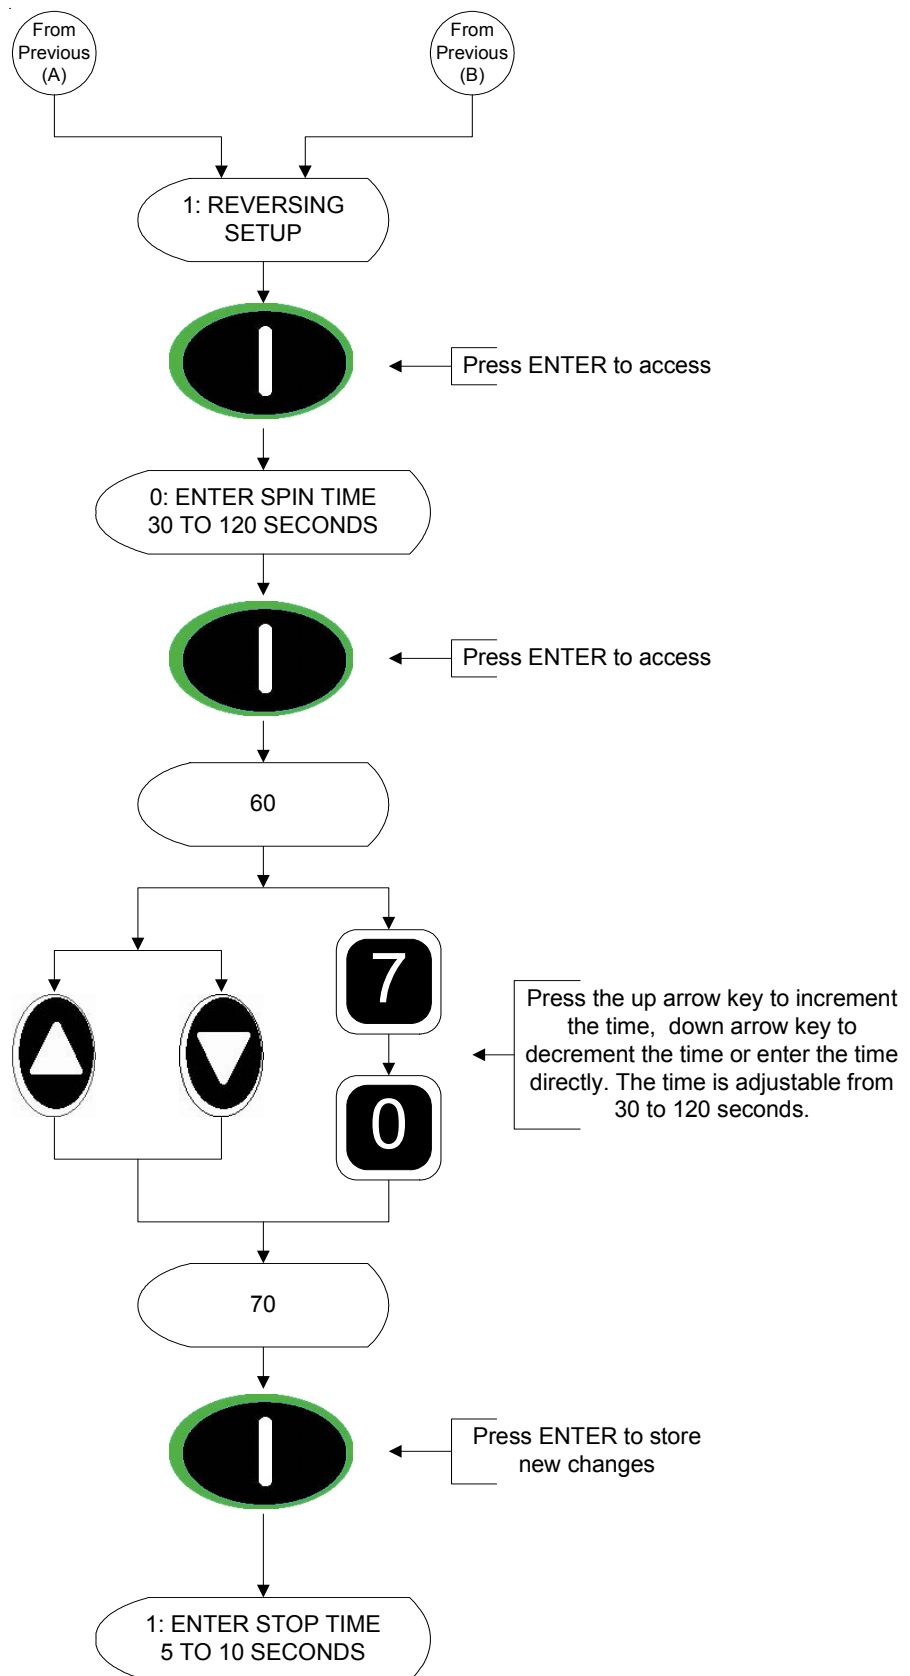 From
Previous
(A)
From
Previous
(B)
1: REVERSING
SETUP
Press ENTER to access
0: ENTER SPIN TIME
30 TO 120 SECONDS
Press ENTER to access
60
7
0
Press the up arrow key to increment
the time,  down arrow key to
decrement the time or enter the time
directly. The time is adjustable from
30 to 120 seconds.
70
Press ENTER to store
new changes
1: ENTER STOP TIME
5 TO 10 SECONDS